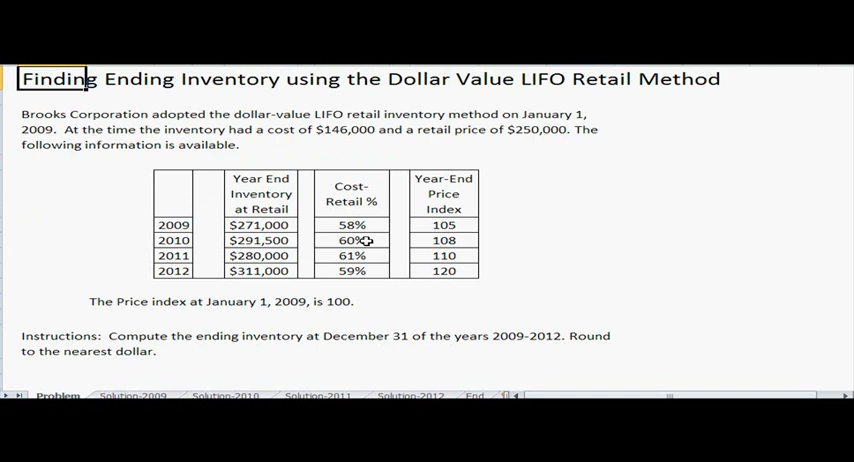 Finding Ending Inventory using the Dollar Value LIFO Retail Method
Brooks Corporation adopted the dollar-value LIFO retail inventory method on January 1,
2009. At the time the inventory had a cost of $146,000 and a retail price of $250,000. The
following information is available.
Year End Inventory at Retail Cost-Retail % Year-End Price Index
2009 $271,000 58% 105
2010 $291,500 60% 108
2011 $280,000 61% 110
2012 $311,000 59% 120
The Price index at January 1, 2009, is 100.
Instructions: Compute the ending inventory at December 31 of the years 2009-2012. Round
to the nearest dollar.
Problem Solution-2009 Solution-2010 Solution-2011 Solution-2012 End